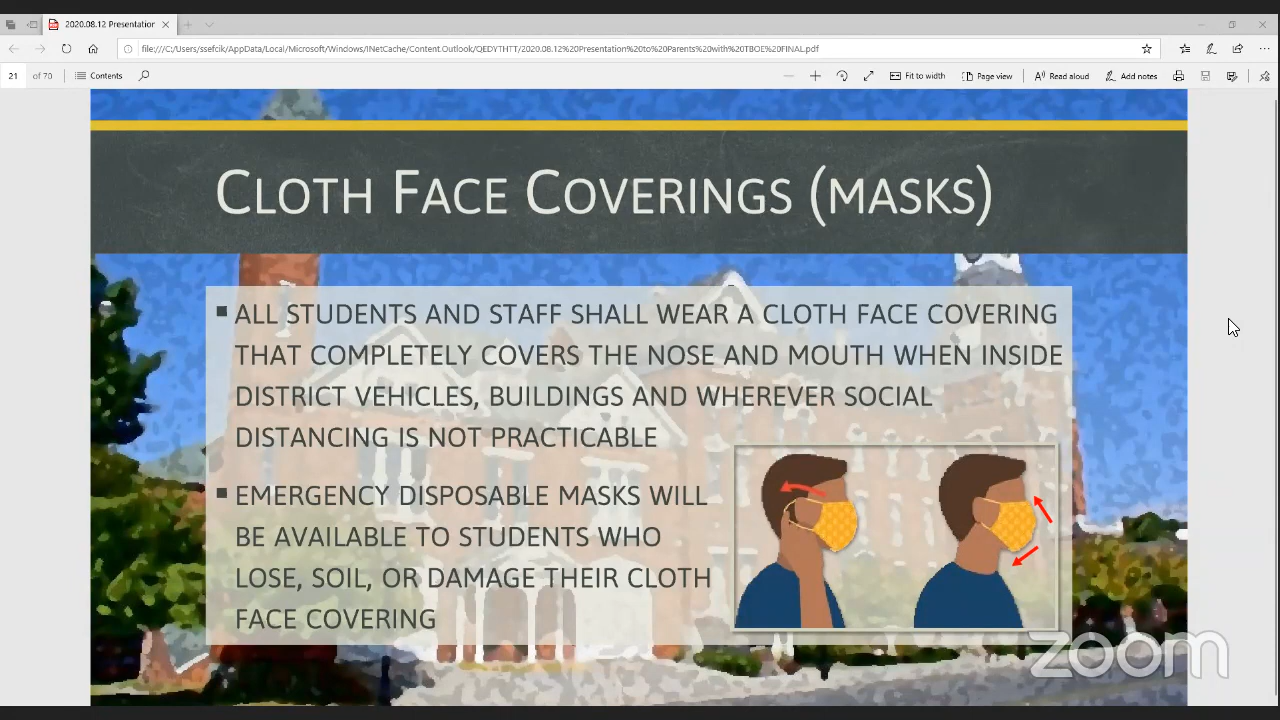 2020.08.12 Presentation
file:///C:/Users/ssefcik/AppData/Local/Microsoft/Windows/INetCache/Content.Outlook/QEDYTHTT/2020.08.12%20Presentation%20to%20Parents%20with%20TBOE%20FINAL.pdf
21 of 70 Contents Fit to width Page view Read aloud Add notes
CLOTH FACE COVERINGS (MASKS)
ALL STUDENTS AND STAFF SHALL WEAR A CLOTH FACE COVERING
THAT COMPLETELY COVERS THE NOSE AND MOUTH WHEN INSIDE
DISTRICT VEHICLES, BUILDINGS AND WHEREVER SOCIAL
DISTANCING IS NOT PRACTICABLE
EMERGENCY DISPOSABLE MASKS WILL
BE AVAILABLE TO STUDENTS WHO
LOSE, SOIL, OR DAMAGE THEIR CLOTH
FACE COVERING
zoom